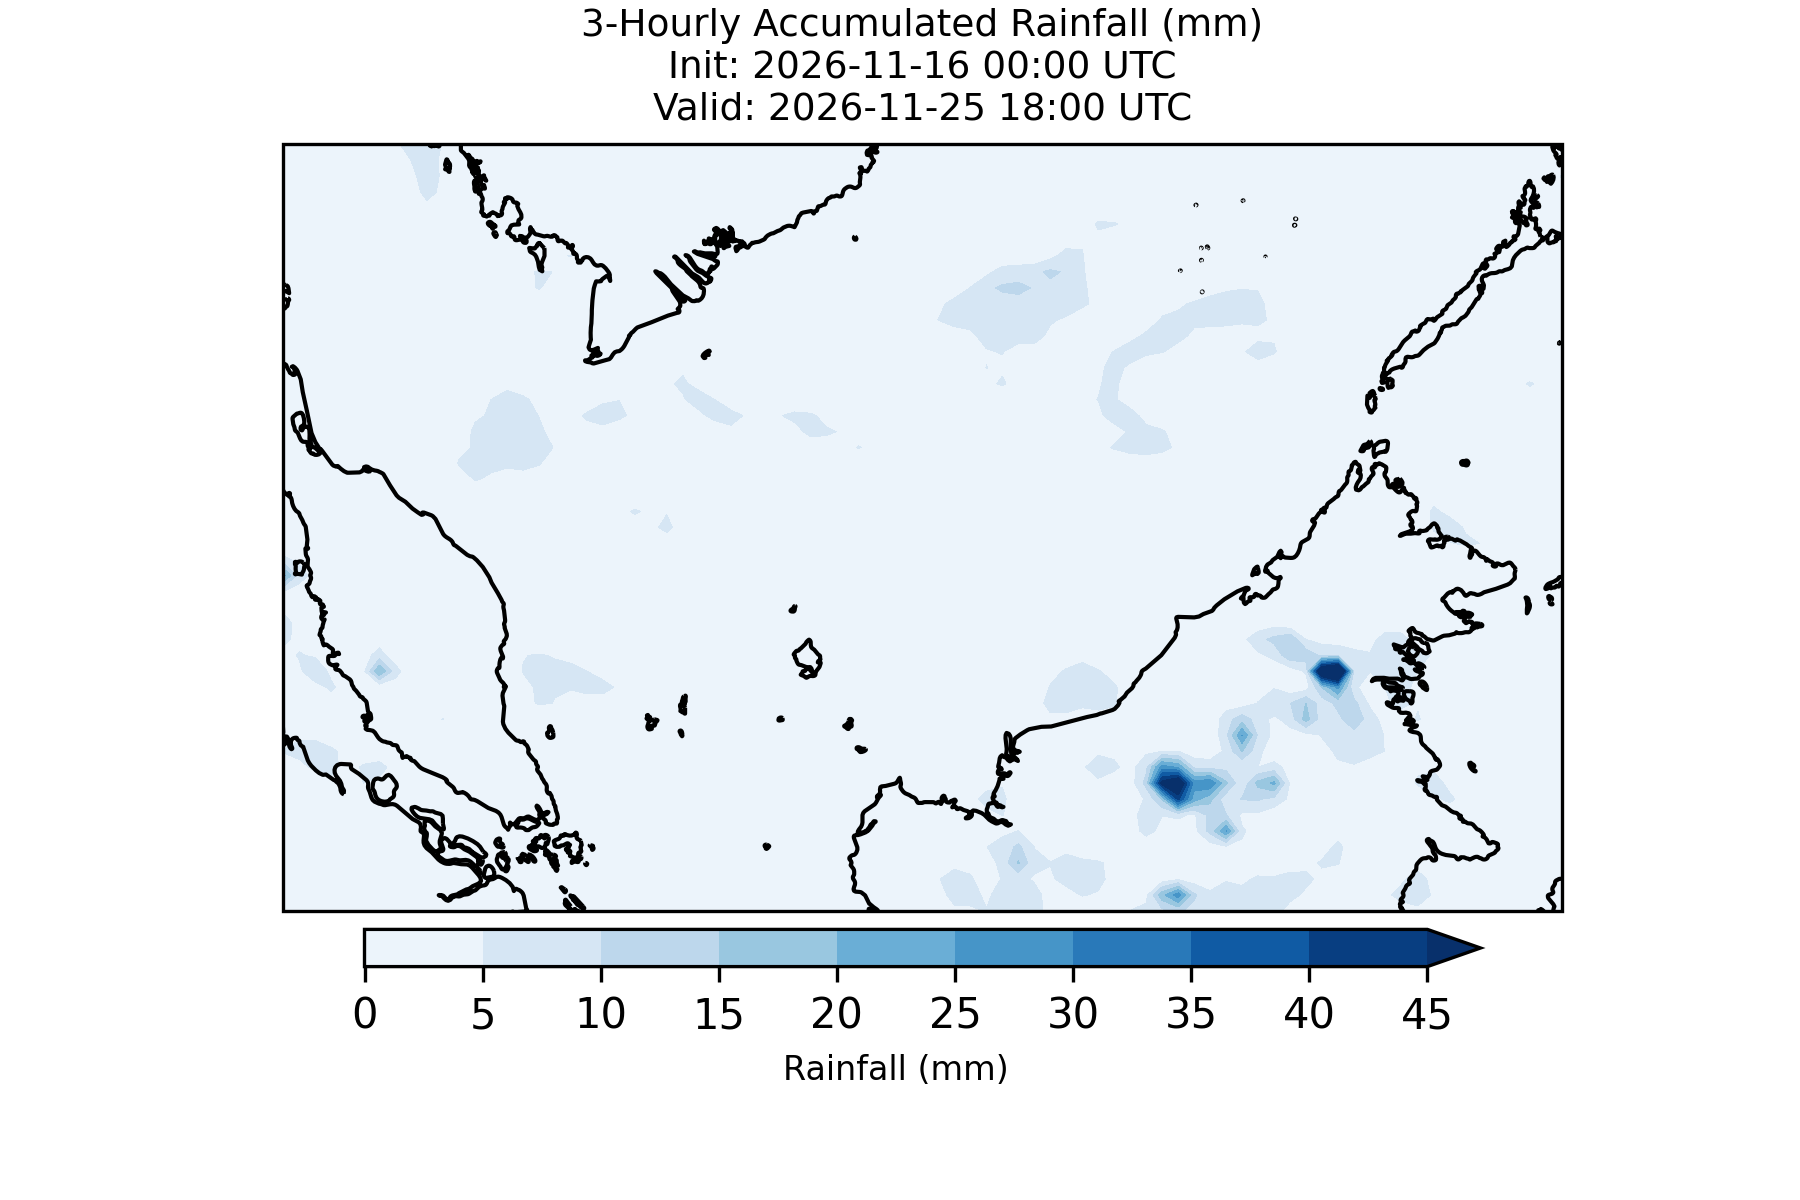 3-Hourly Accumulated Rainfall (mm)
Init: 2026-11-16 00:00 UTC
Valid: 2026-11-25 18:00 UTC
0 5 10 15 20 25 30 35 40 45
Rainfall (mm)